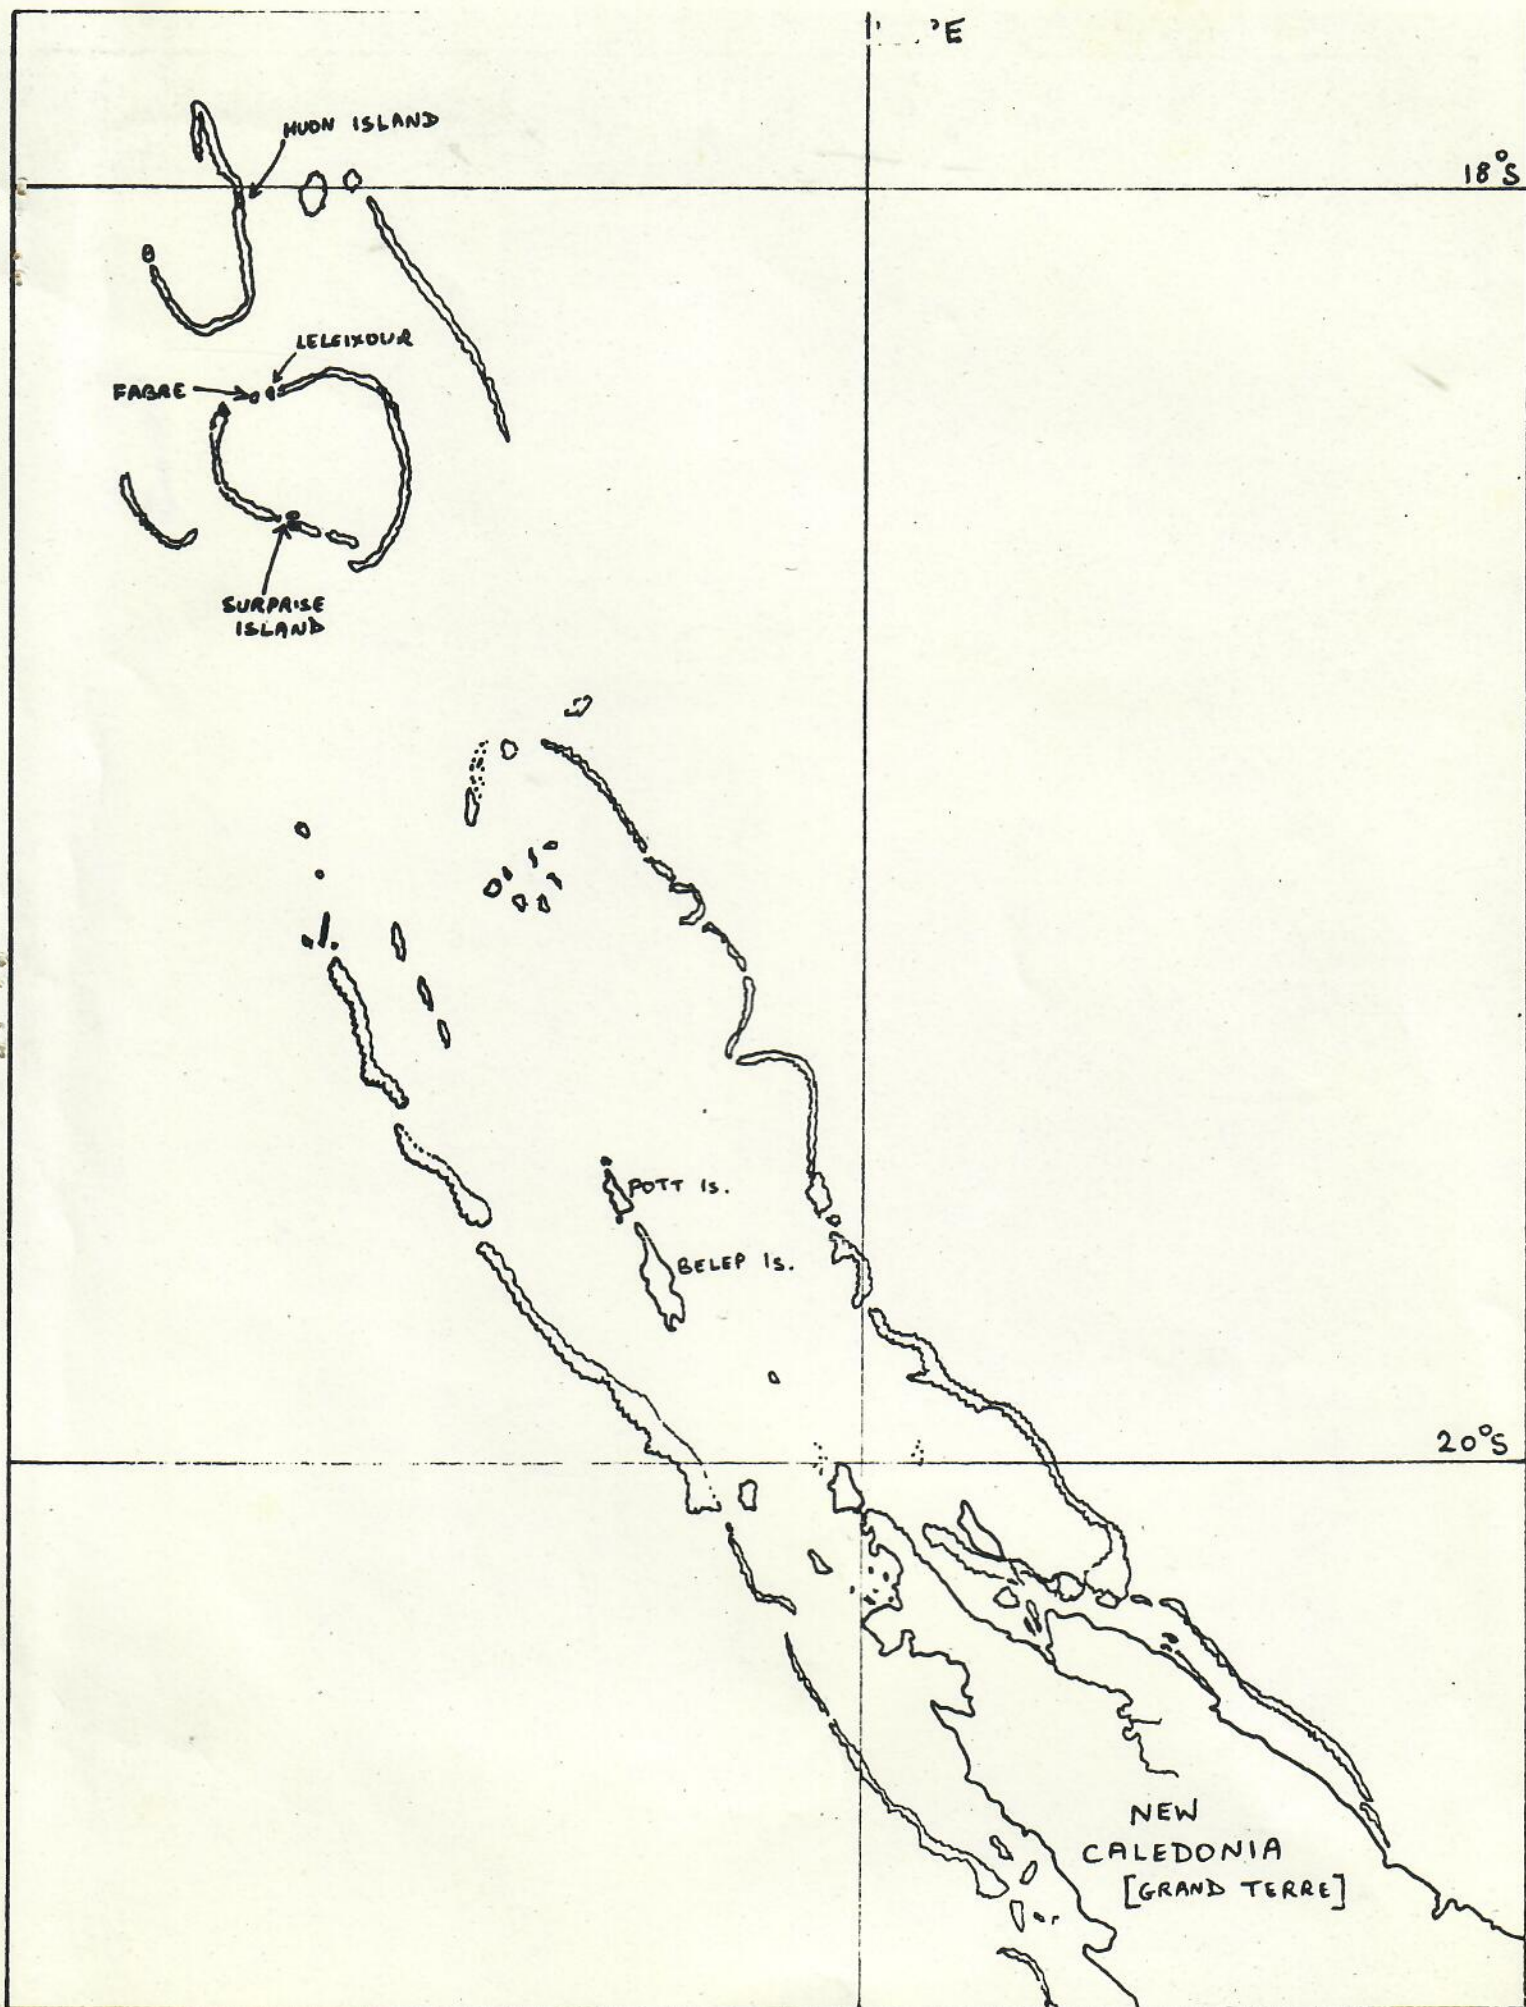 °E
HUON ISLAND
18°S
LELEIXOUR
FABRE
SURPRISE
ISLAND
POTT IS.
BELEP IS.
20°S
NEW
CALEDONIA
[GRAND TERRE]